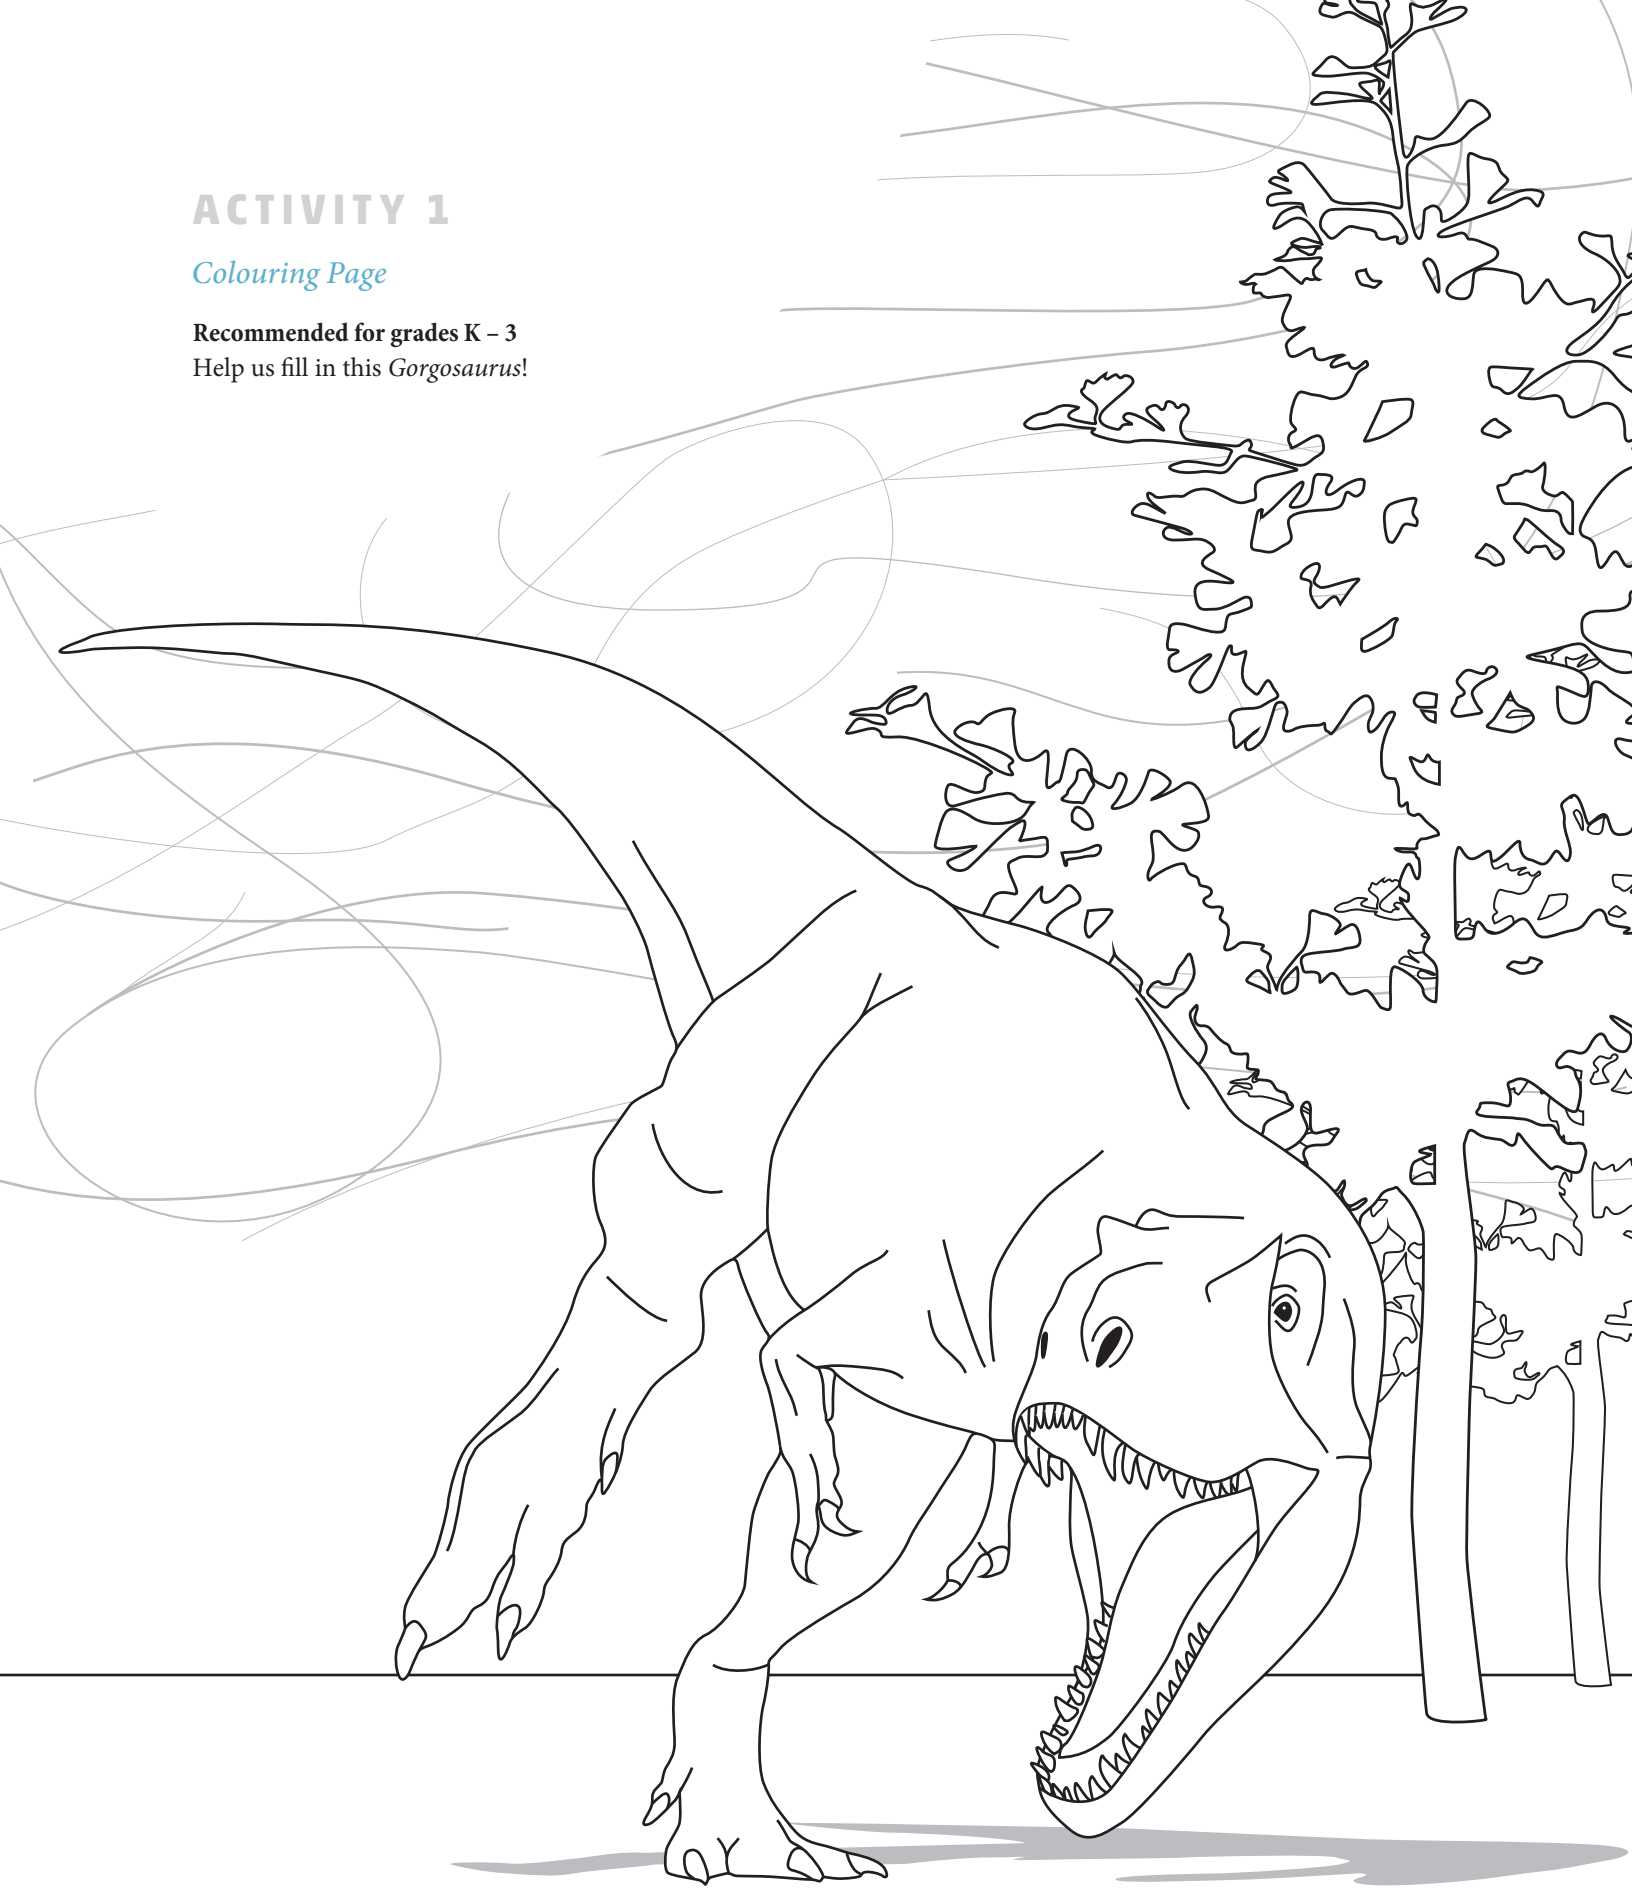 ACTIVITY 1
Colouring Page
Recommended for grades K – 3
Help us fill in this Gorgosaurus!